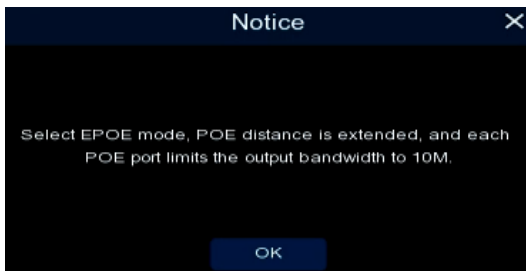 Notice
Select EPOE mode, POE distance is extended, and each
POE port limits the output bandwidth to 10M.
OK